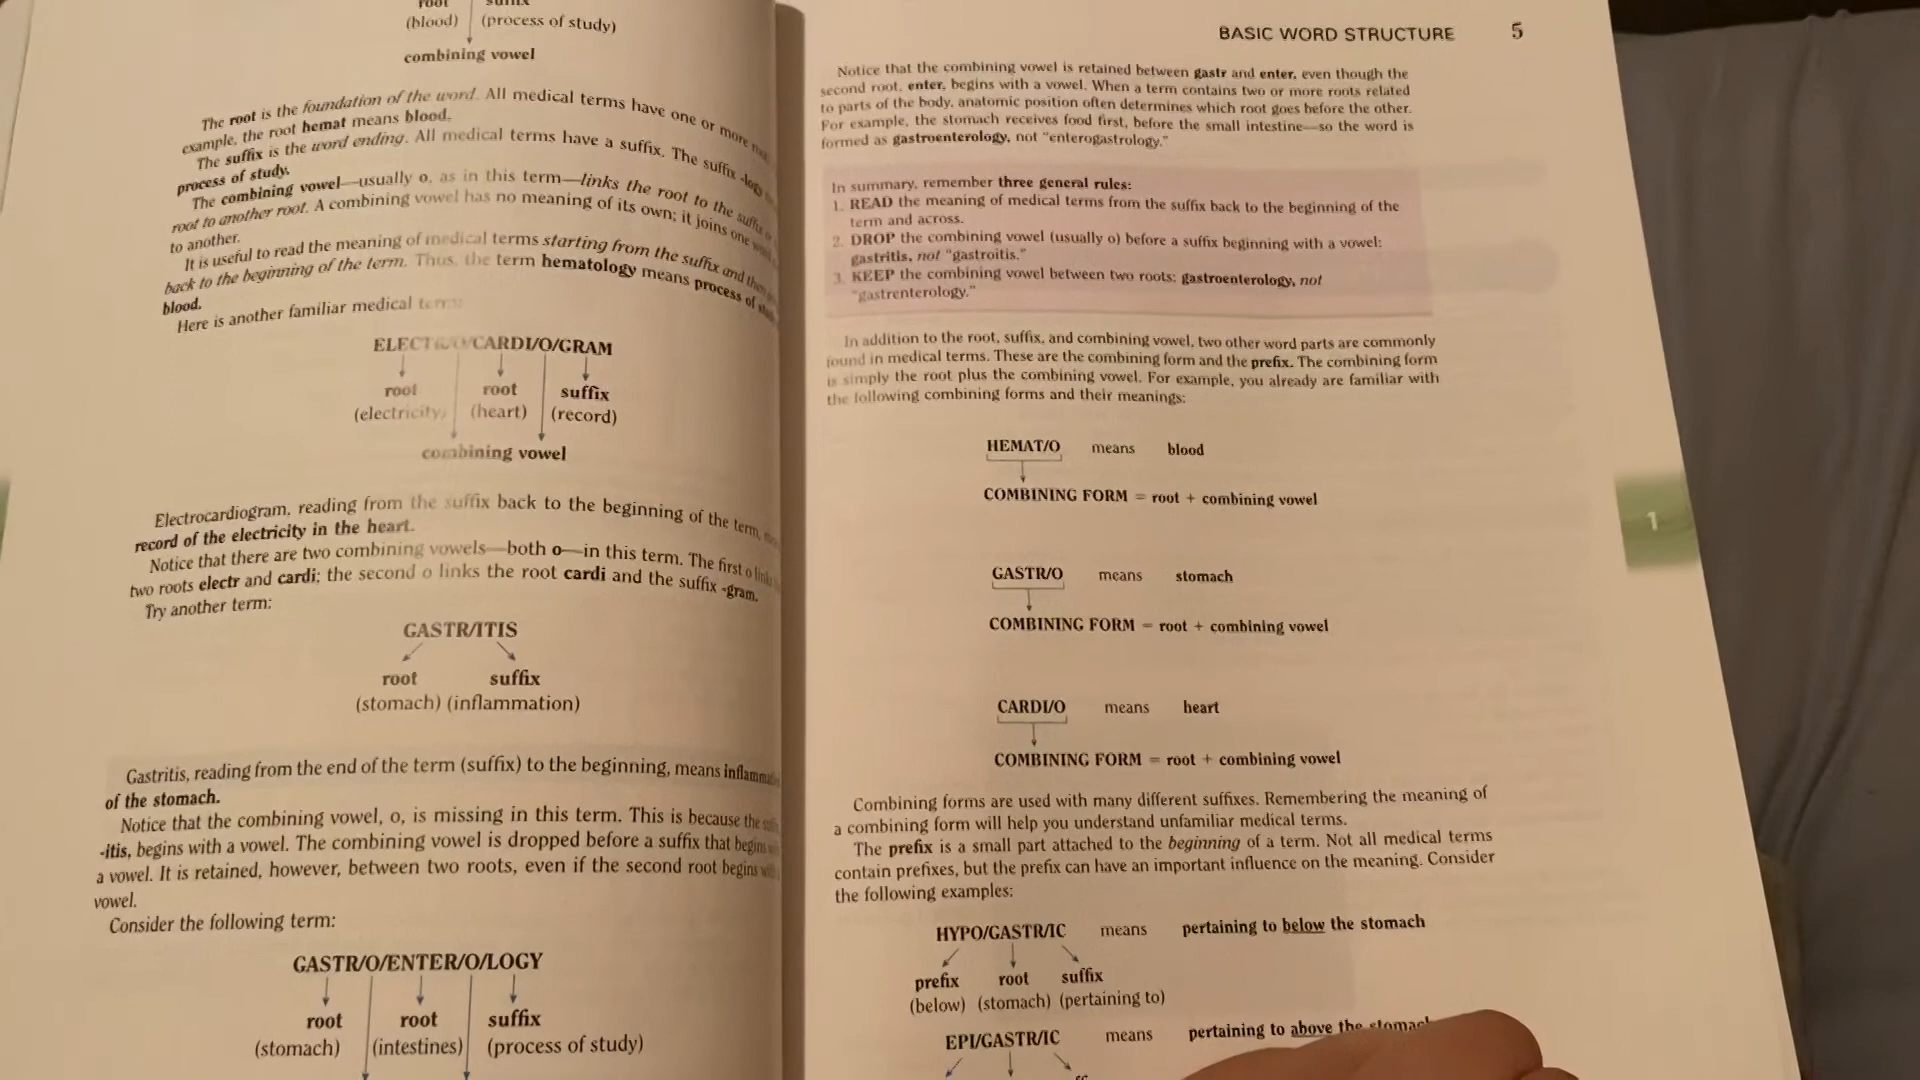 root suffix
(blood) (process of study)
combining vowel
The root is the foundation of the word. All medical terms have one or more
example, the root hemat means blood.
The suffix is the word ending. All medical terms have a suffix. The suffix -logy
process of study.
The combining vowel—usually o, as in this term—links the root to the suffix or
root to another root. A combining vowel has no meaning of its own; it joins one
to another.
It is useful to read the meaning of medical terms starting from the suffix and then
back to the beginning of the term. Thus, the term hematology means process of
blood.
Here is another familiar medical term:
ELECTR/O/CARDI/O/GRAM
root root suffix
(electricity) (heart) (record)
combining vowel
Electrocardiogram, reading from the suffix back to the beginning of the term,
record of the electricity in the heart.
Notice that there are two combining vowels—both o—in this term. The first o links
two roots electr and cardi; the second o links the root cardi and the suffix -gram.
Try another term:
GASTR/ITIS
root suffix
(stomach) (inflammation)
Gastritis, reading from the end of the term (suffix) to the beginning, means
of the stomach.
Notice that the combining vowel, o, is missing in this term. This is because the
-itis, begins with a vowel. The combining vowel is dropped before a suffix that begins
a vowel. It is retained, however, between two roots, even if the second root begins
vowel.
Consider the following term:
GASTR/O/ENTER/O/LOGY
root root suffix
(stomach) (intestines) (process of study)
BASIC WORD STRUCTURE 5
Notice that the combining vowel is retained between gastr and enter, even though the
second root, enter, begins with a vowel. When a term contains two or more roots related
to parts of the body, anatomic position often determines which root goes before the other.
For example, the stomach receives food first, before the small intestine—so the word is
formed as gastroenterology, not "enterogastrology."
In summary, remember three general rules:
1. READ the meaning of medical terms from the suffix back to the beginning of the
term and across.
2. DROP the combining vowel (usually o) before a suffix beginning with a vowel:
gastritis, not "gastroitis."
3. KEEP the combining vowel between two roots: gastroenterology, not
"gastrenterology."
In addition to the root, suffix, and combining vowel, two other word parts are commonly
found in medical terms. These are the combining form and the prefix. The combining form
is simply the root plus the combining vowel. For example, you already are familiar with
the following combining forms and their meanings:
HEMAT/O means blood
COMBINING FORM = root + combining vowel
GASTR/O means stomach
COMBINING FORM = root + combining vowel
CARDI/O means heart
COMBINING FORM = root + combining vowel
1
Combining forms are used with many different suffixes. Remembering the meaning of
a combining form will help you understand unfamiliar medical terms.
The prefix is a small part attached to the beginning of a term. Not all medical terms
contain prefixes, but the prefix can have an important influence on the meaning. Consider
the following examples:
HYPO/GASTR/IC means pertaining to below the stomach
prefix root suffix
(below) (stomach) (pertaining to)
EPI/GASTR/IC means pertaining to above the stomach